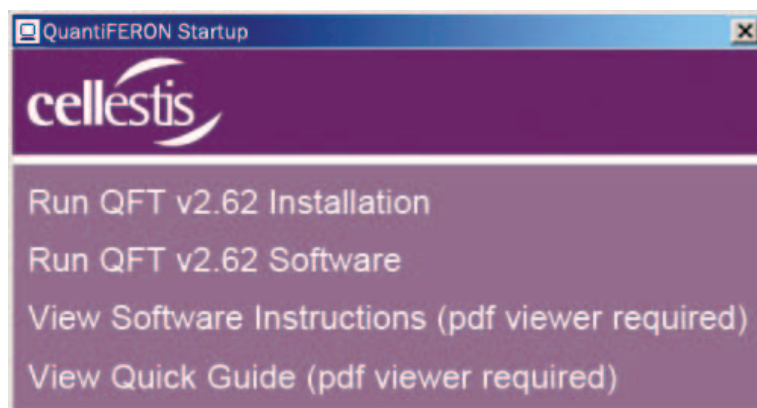 QuantiFERON Startup
cellestis
Run QFT v2.62 Installation
Run QFT v2.62 Software
View Software Instructions (pdf viewer required)
View Quick Guide (pdf viewer required)